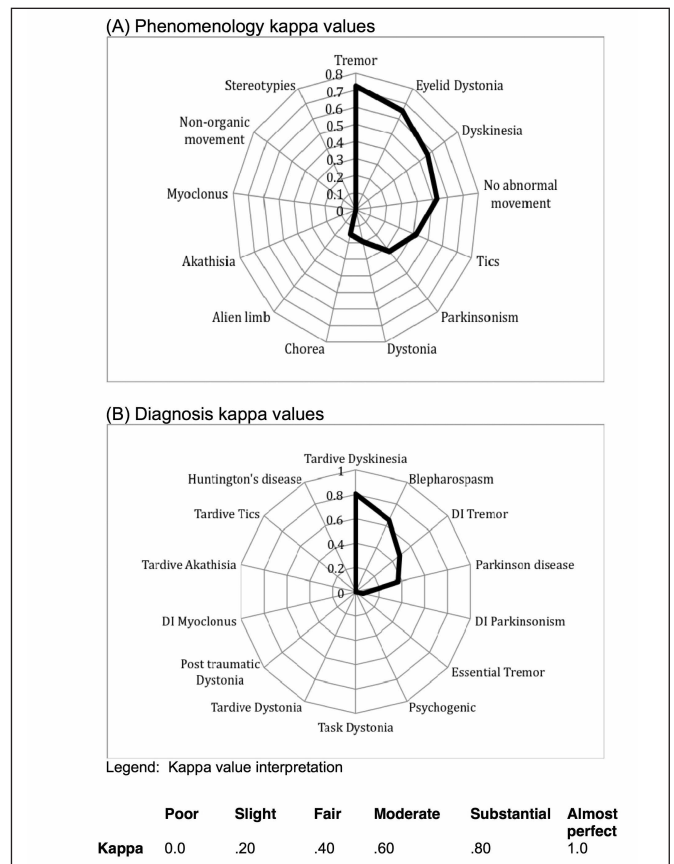 (A) Phenomenology kappa values
Tremor
0.8
Stereotypies
Eyelid Dystonia
0.7
0.6
Non-organic
movement
Dyskinesia
0.5
0.4
0.3
No abnormal
movement
Myoclonus
0.2
0.1
0
Akathisia
Tics
Alien limb
Parkinsonism
Chorea
Dystonia
(B) Diagnosis kappa values
Tardive Dyskinesia
1
Huntington's disease
Blepharospasm
0.8
Tardive Tics
DI Tremor
0.6
0.4
Tardive Akathisia
Parkinson disease
0.2
0
DI Myoclonus
DI Parkinsonism
Post traumatic
Dystonia
Essential Tremor
Tardive Dystonia
Psychogenic
Task Dystonia
Legend: Kappa value interpretation
Poor Slight Fair Moderate Substantial Almost
perfect
Kappa 0.0 .20 .40 .60 .80 1.0